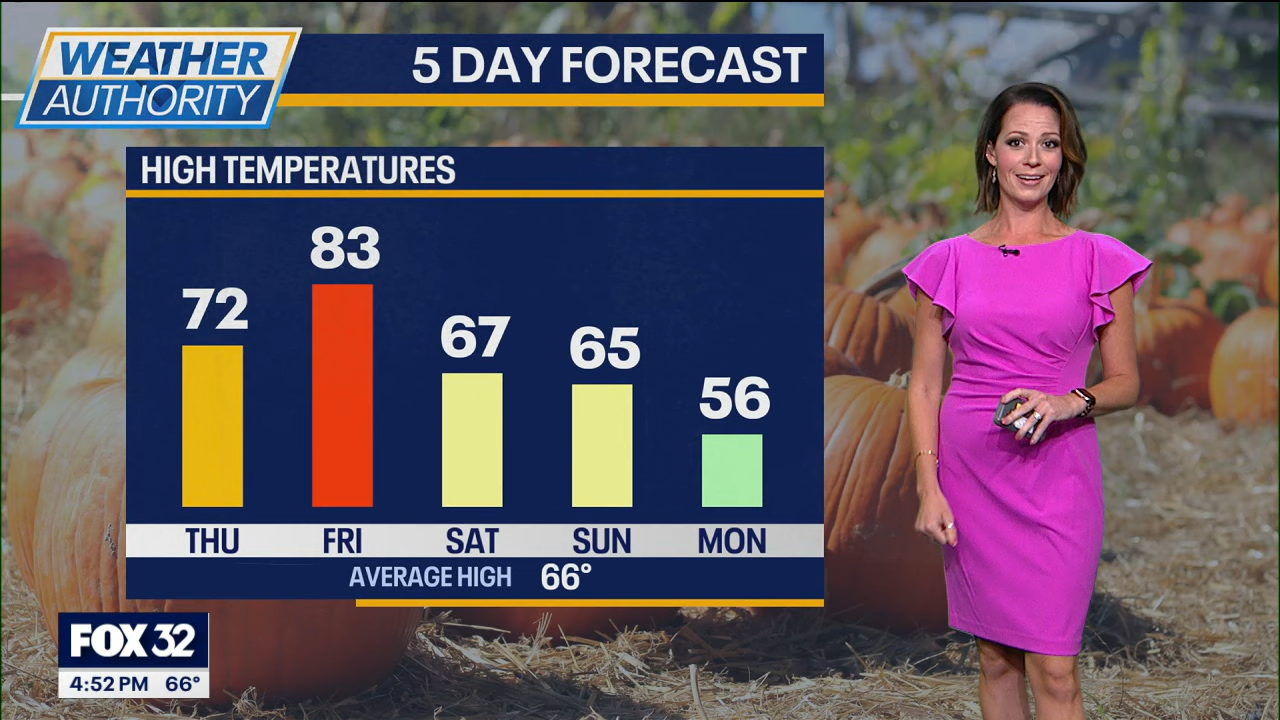 WEATHER
AUTHORITY
5 DAY FORECAST
HIGH TEMPERATURES
72 83 67 65 56
THU FRI SAT SUN MON
AVERAGE HIGH 66°
FOX 32
4:52 PM 66°